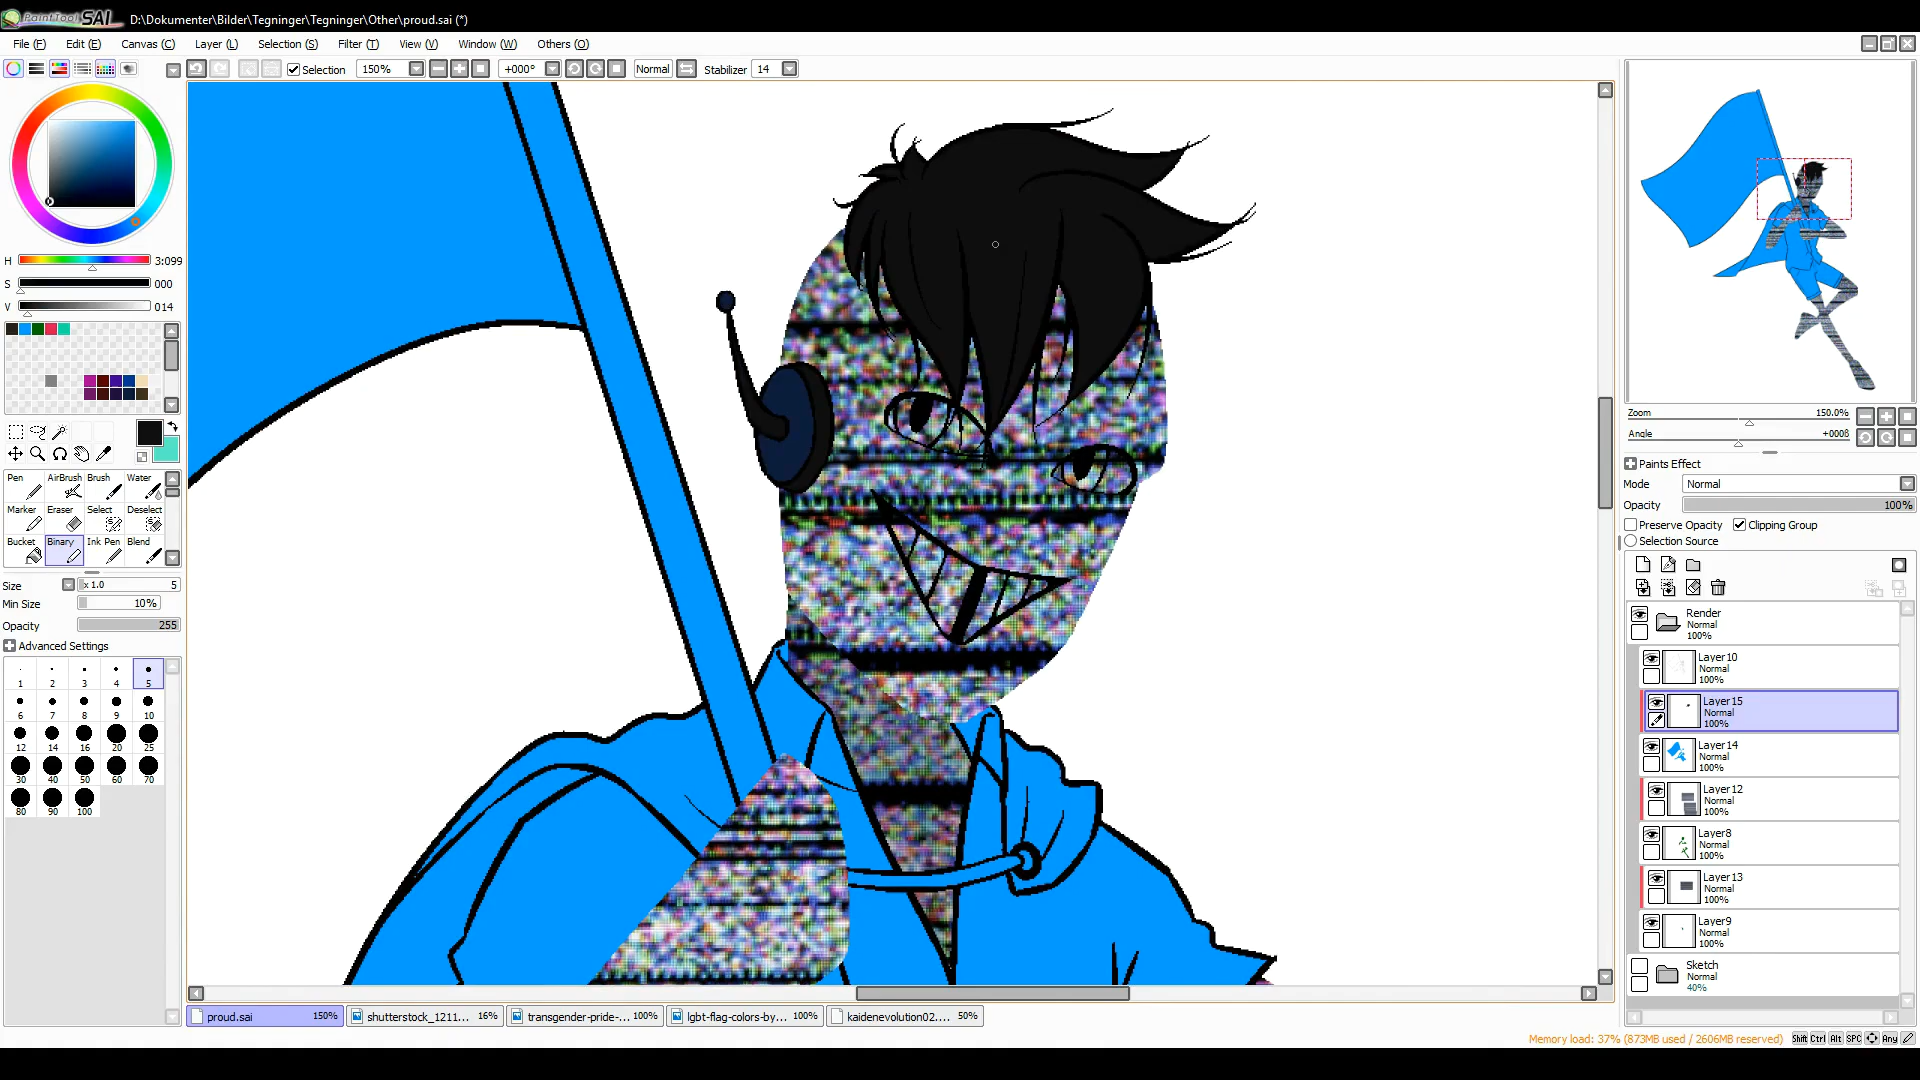 PaintTool SAI D:\Dokumenter\Bilder\Tegninger\Tegninger\Other\proud.sai (*)
File (F) Edit (E) Canvas (C) Layer (L) Selection (S) Filter (T) View (V) Window (W) Others (O)
Selection 150% +000° Normal Stabilizer 14
H 3:099
S 000
V 014
Pen AirBrush Brush Water
Marker Eraser Select Deselect
Bucket Binary Ink Pen Blend
Size x 1.0 5
Min Size 10%
Opacity 255
Advanced Settings
1 2 3 4 5
6 7 8 9 10
12 14 16 20 25
30 40 50 60 70
80 90 100
Zoom 150.0%
Angle +000δ
Paints Effect
Mode Normal
Opacity 100%
Preserve Opacity Clipping Group
Selection Source
Render
Normal
100%
Layer10
Normal
100%
Layer15
Normal
100%
Layer14
Normal
100%
Layer12
Normal
100%
Layer8
Normal
100%
Layer13
Normal
100%
Layer9
Normal
100%
Sketch
Normal
40%
proud.sai 150% shutterstock_1211... 16% transgender-pride-... 100% lgbt-flag-colors-by... 100% kaidenevolution02.... 50%
Memory load: 37% (873MB used / 2606MB reserved) Shift Ctrl Alt SPC Any